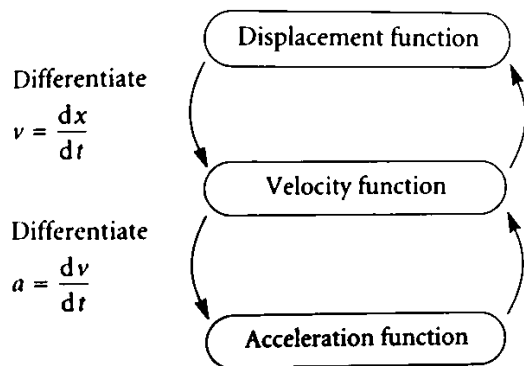 Displacement function
Differentiate
v = dx/dt
Velocity function
Differentiate
a = dv/dt
Acceleration function